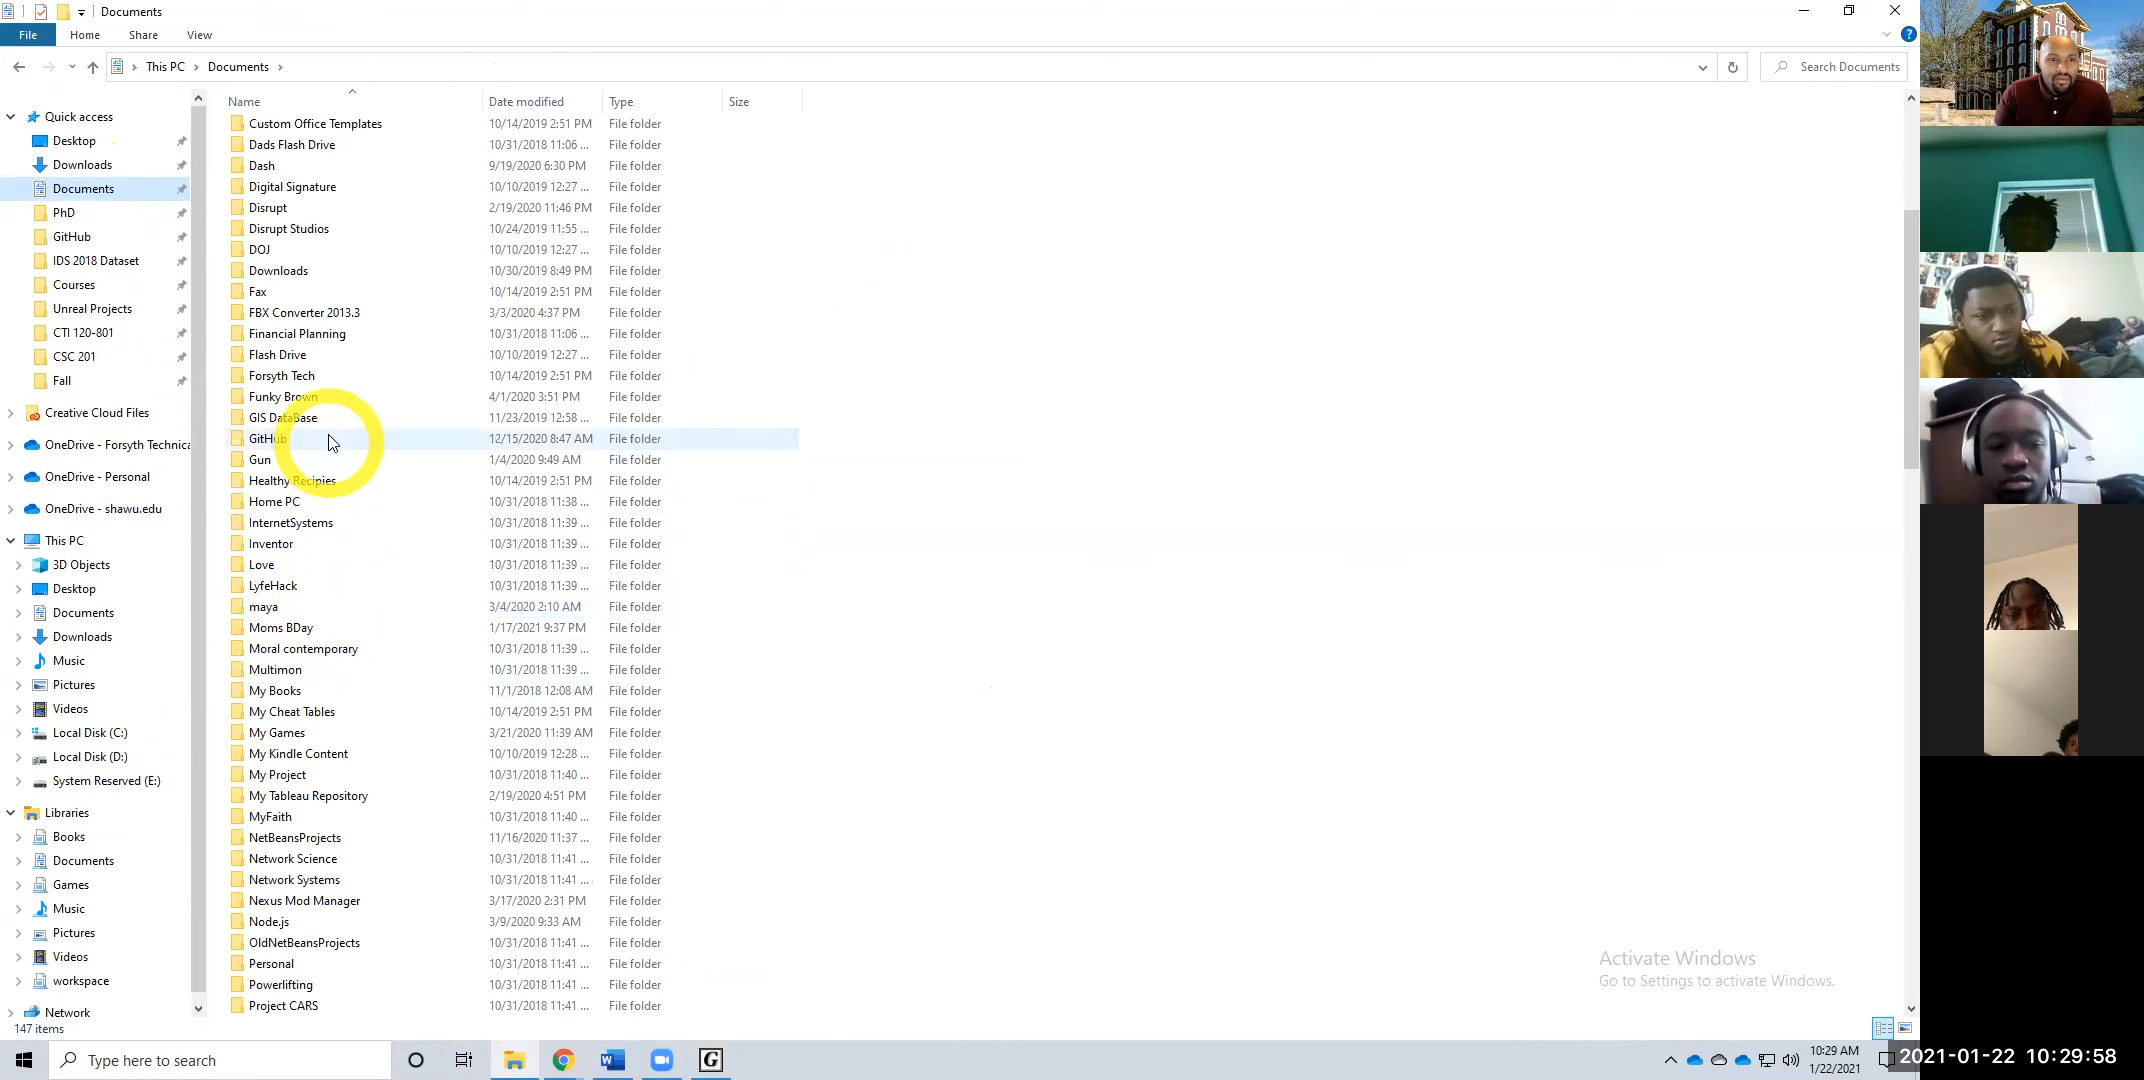 Documents
File Home Share View
This PC Documents
Search Documents
Name Date modified Type Size
Quick access
Desktop
Downloads
Documents
PhD
GitHub
IDS 2018 Dataset
Courses
Unreal Projects
CTI 120-801
CSC 201
Fall
Creative Cloud Files
OneDrive - Forsyth Technica
OneDrive - Personal
OneDrive - shawu.edu
This PC
3D Objects
Desktop
Documents
Downloads
Music
Pictures
Videos
Local Disk (C:)
Local Disk (D:)
System Reserved (E:)
Libraries
Books
Documents
Games
Music
Pictures
Videos
workspace
Network
Custom Office Templates 10/14/2019 2:51 PM File folder
Dads Flash Drive 10/31/2018 11:06 ... File folder
Dash 9/19/2020 6:30 PM File folder
Digital Signature 10/10/2019 12:27 ... File folder
Disrupt 2/19/2020 11:46 PM File folder
Disrupt Studios 10/24/2019 11:55 ... File folder
DOJ 10/10/2019 12:27 ... File folder
Downloads 10/30/2019 8:49 PM File folder
Fax 10/14/2019 2:51 PM File folder
FBX Converter 2013.3 3/3/2020 4:37 PM File folder
Financial Planning 10/31/2018 11:06 ... File folder
Flash Drive 10/10/2019 12:27 ... File folder
Forsyth Tech 10/14/2019 2:51 PM File folder
Funky Brown 4/1/2020 3:51 PM File folder
GIS DataBase 11/23/2019 12:58 ... File folder
GitHub 12/15/2020 8:47 AM File folder
Gun 1/4/2020 9:49 AM File folder
Healthy Recipies 10/14/2019 2:51 PM File folder
Home PC 10/31/2018 11:38 ... File folder
InternetSystems 10/31/2018 11:39 ... File folder
Inventor 10/31/2018 11:39 ... File folder
Love 10/31/2018 11:39 ... File folder
LyfeHack 10/31/2018 11:39 ... File folder
maya 3/4/2020 2:10 AM File folder
Moms BDay 1/17/2021 9:37 PM File folder
Moral contemporary 10/31/2018 11:39 ... File folder
Multimon 10/31/2018 11:39 ... File folder
My Books 11/1/2018 12:08 AM File folder
My Cheat Tables 10/14/2019 2:51 PM File folder
My Games 3/21/2020 11:39 AM File folder
My Kindle Content 10/10/2019 12:28 ... File folder
My Project 10/31/2018 11:40 ... File folder
My Tableau Repository 2/19/2020 4:51 PM File folder
MyFaith 10/31/2018 11:40 ... File folder
NetBeansProjects 11/16/2020 11:37 ... File folder
Network Science 10/31/2018 11:41 ... File folder
Network Systems 10/31/2018 11:41 ... File folder
Nexus Mod Manager 3/17/2020 2:31 PM File folder
Node.js 3/9/2020 9:33 AM File folder
OldNetBeansProjects 10/31/2018 11:41 ... File folder
Personal 10/31/2018 11:41 ... File folder
Powerlifting 10/31/2018 11:41 ... File folder
Project CARS 10/31/2018 11:41 ... File folder
Activate Windows
Go to Settings to activate Windows.
147 items
Type here to search
G
10:29 AM
1/22/2021
2021-01-22 10:29:58